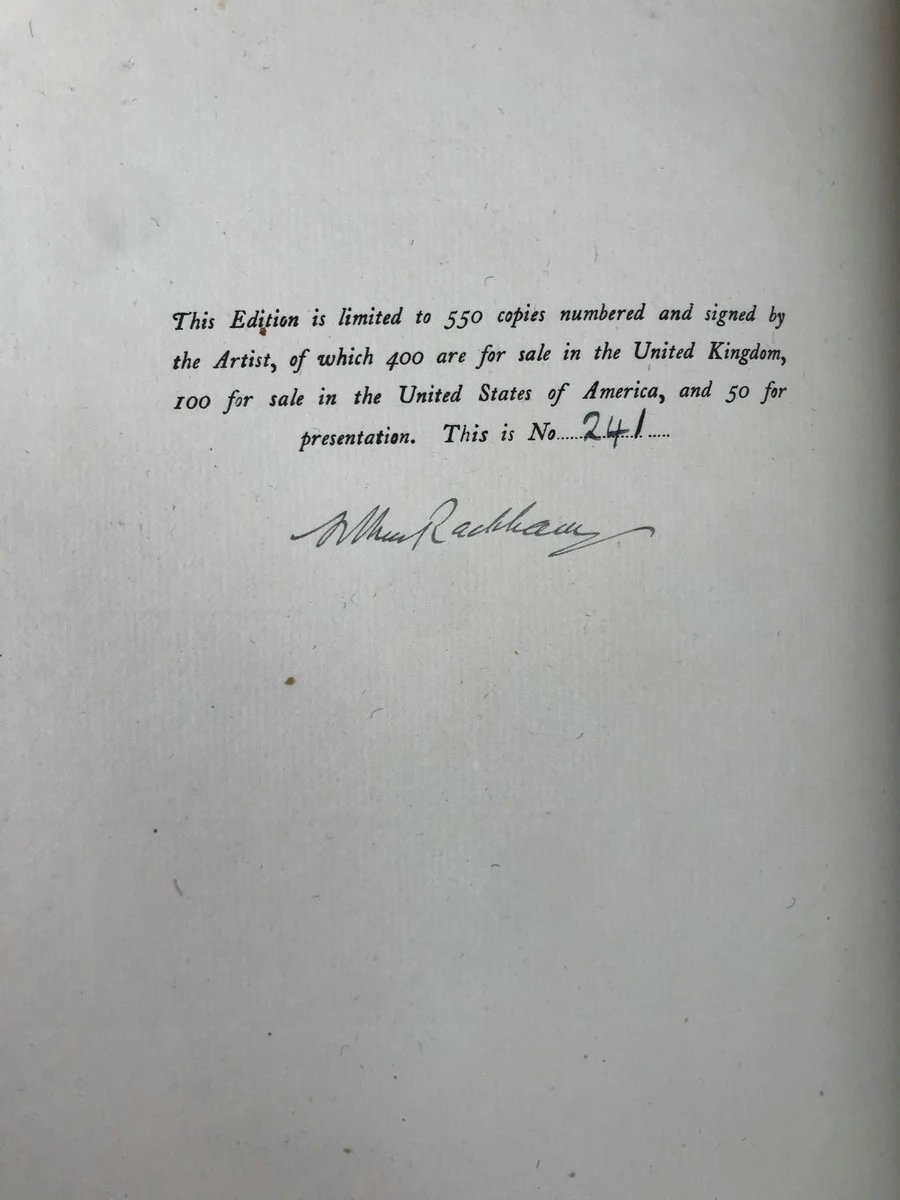 This Edition is limited to 550 copies numbered and signed by
the Artist, of which 400 are for sale in the United Kingdom,
100 for sale in the United States of America, and 50 for
presentation. This is No......241......
Arthur Rackham